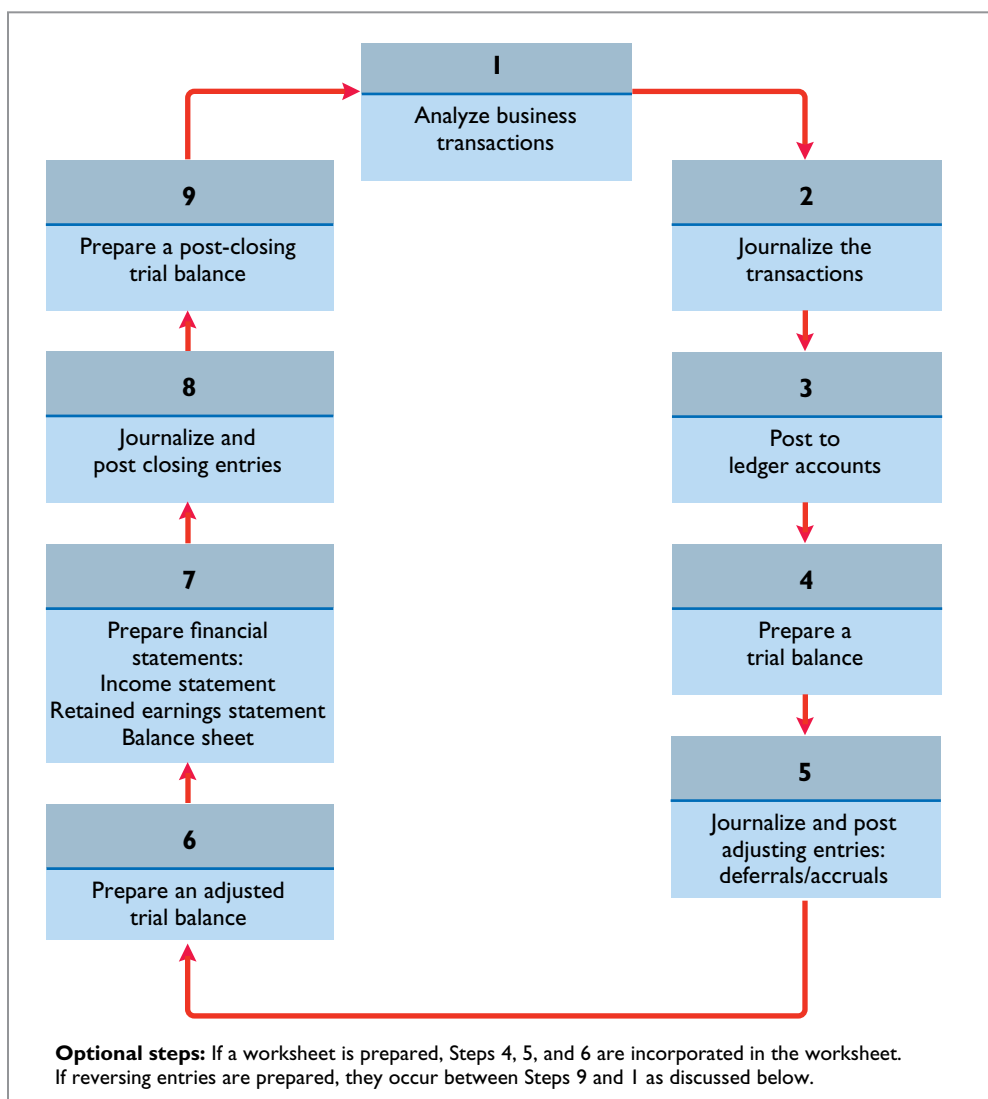 1
Analyze business
transactions
2
Journalize the
transactions
3
Post to
ledger accounts
4
Prepare a
trial balance
5
Journalize and post
adjusting entries:
deferrals/accruals
6
Prepare an adjusted
trial balance
7
Prepare financial
statements:
Income statement
Retained earnings statement
Balance sheet
8
Journalize and
post closing entries
9
Prepare a post-closing
trial balance
Optional steps: If a worksheet is prepared, Steps 4, 5, and 6 are incorporated in the worksheet.
If reversing entries are prepared, they occur between Steps 9 and 1 as discussed below.